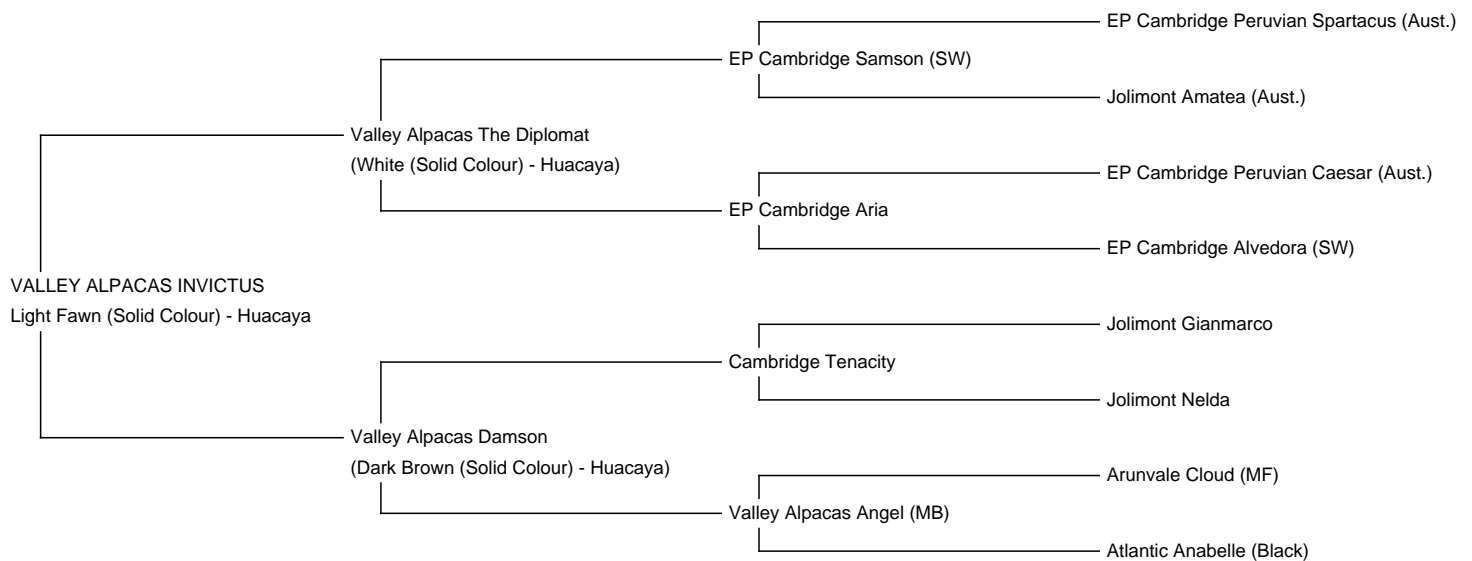 EP Cambridge Peruvian Spartacus (Aust.)
EP Cambridge Samson (SW)
Jolimont Amatea (Aust.)
Valley Alpacas The Diplomat
(White (Solid Colour) - Huacaya)
EP Cambridge Peruvian Caesar (Aust.)
EP Cambridge Aria
EP Cambridge Alvedora (SW)
VALLEY ALPACAS INVICTUS
Light Fawn (Solid Colour) - Huacaya
Jolimont Gianmarco
Cambridge Tenacity
Jolimont Nelda
Valley Alpacas Damson
(Dark Brown (Solid Colour) - Huacaya)
Arunvale Cloud (MF)
Valley Alpacas Angel (MB)
Atlantic Anabelle (Black)